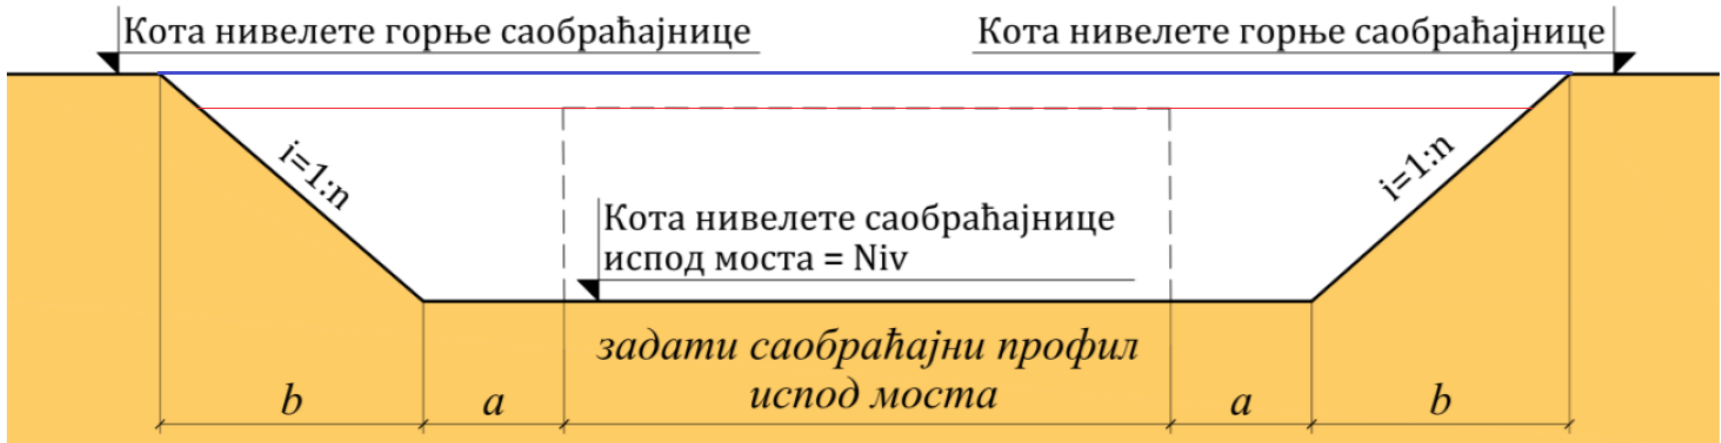 Кота нивелете горње саобраћајнице
Кота нивелете горње саобраћајнице
i=1:n
i=1:n
Кота нивелете саобраћајнице
испод моста = Niv
задати саобраћајни профил
испод моста
b
a
a
b